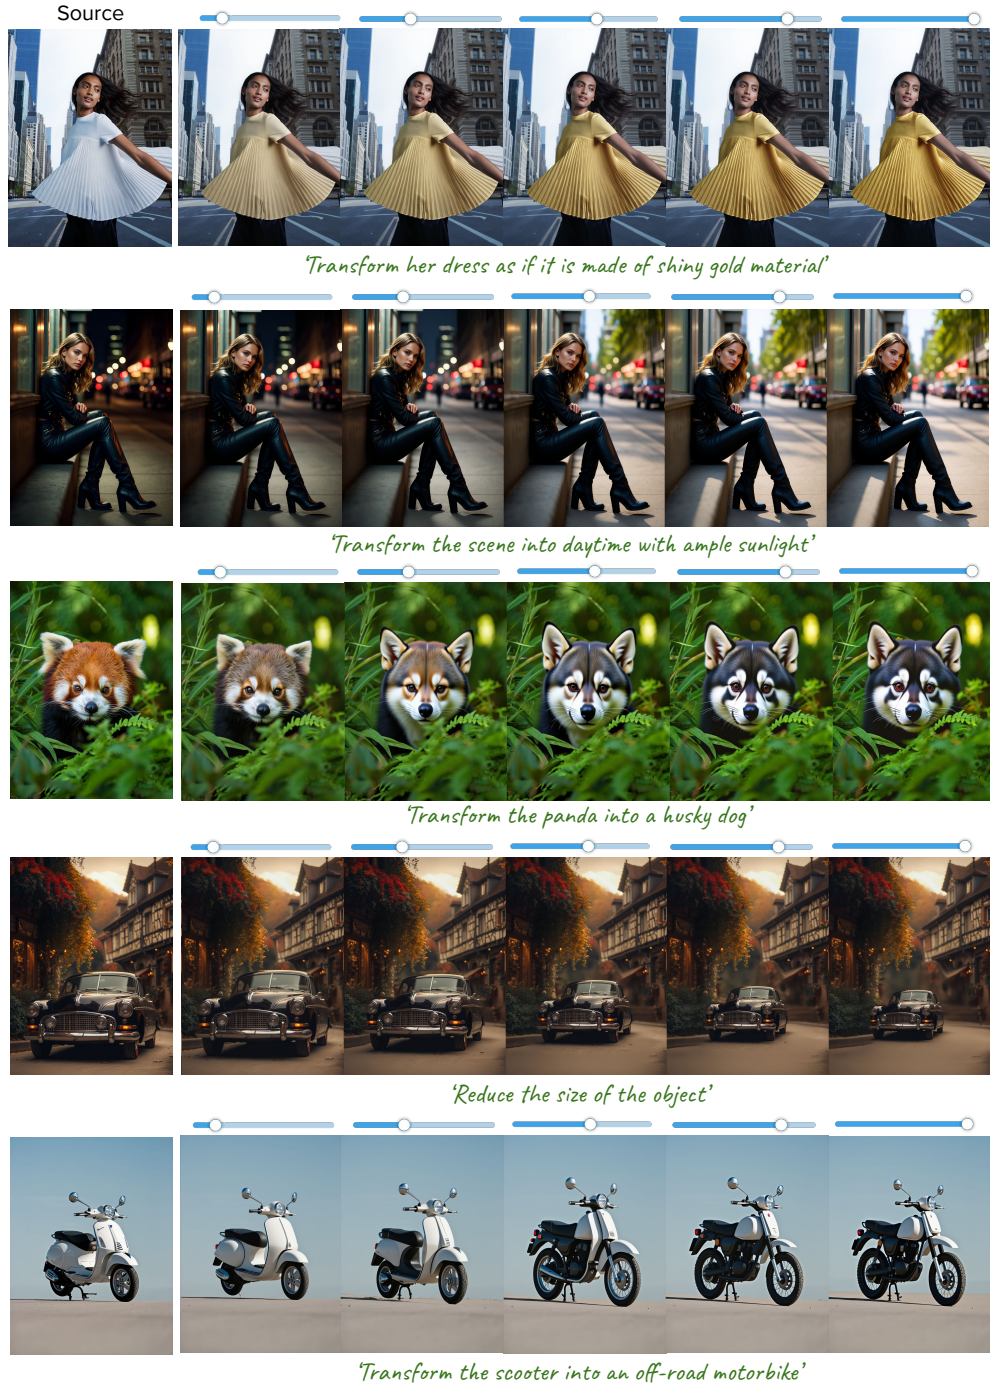 Source
‘Transform her dress as if it is made of shiny gold material’
‘Transform the scene into daytime with ample sunlight’
‘Transform the panda into a husky dog’
‘Reduce the size of the object’
‘Transform the scooter into an off-road motorbike’